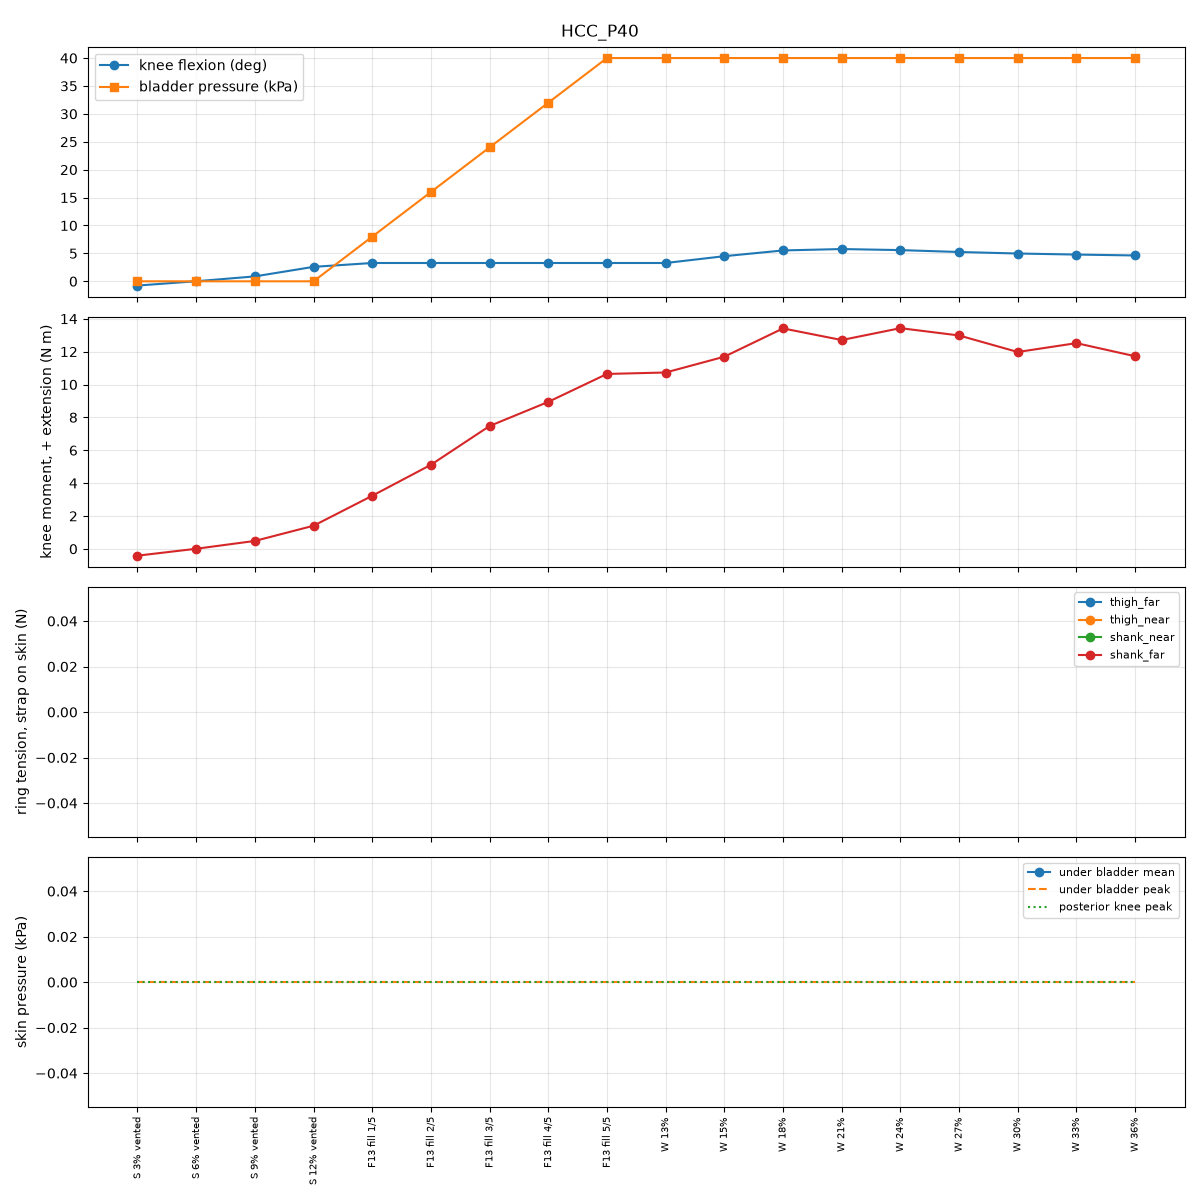 HCC_P40
knee flexion (deg)
bladder pressure (kPa)
40
35
30
25
20
15
10
5
0
knee moment, + extension (N m)
14
12
10
8
6
4
2
0
ring tension, strap on skin (N)
0.04
0.02
0.00
−0.02
−0.04
thigh_far
thigh_near
shank_near
shank_far
skin pressure (kPa)
0.04
0.02
0.00
−0.02
−0.04
under bladder mean
under bladder peak
posterior knee peak
S 3% vented
S 6% vented
S 9% vented
S 12% vented
F13 fill 1/5
F13 fill 2/5
F13 fill 3/5
F13 fill 4/5
F13 fill 5/5
W 13%
W 15%
W 18%
W 21%
W 24%
W 27%
W 30%
W 33%
W 36%